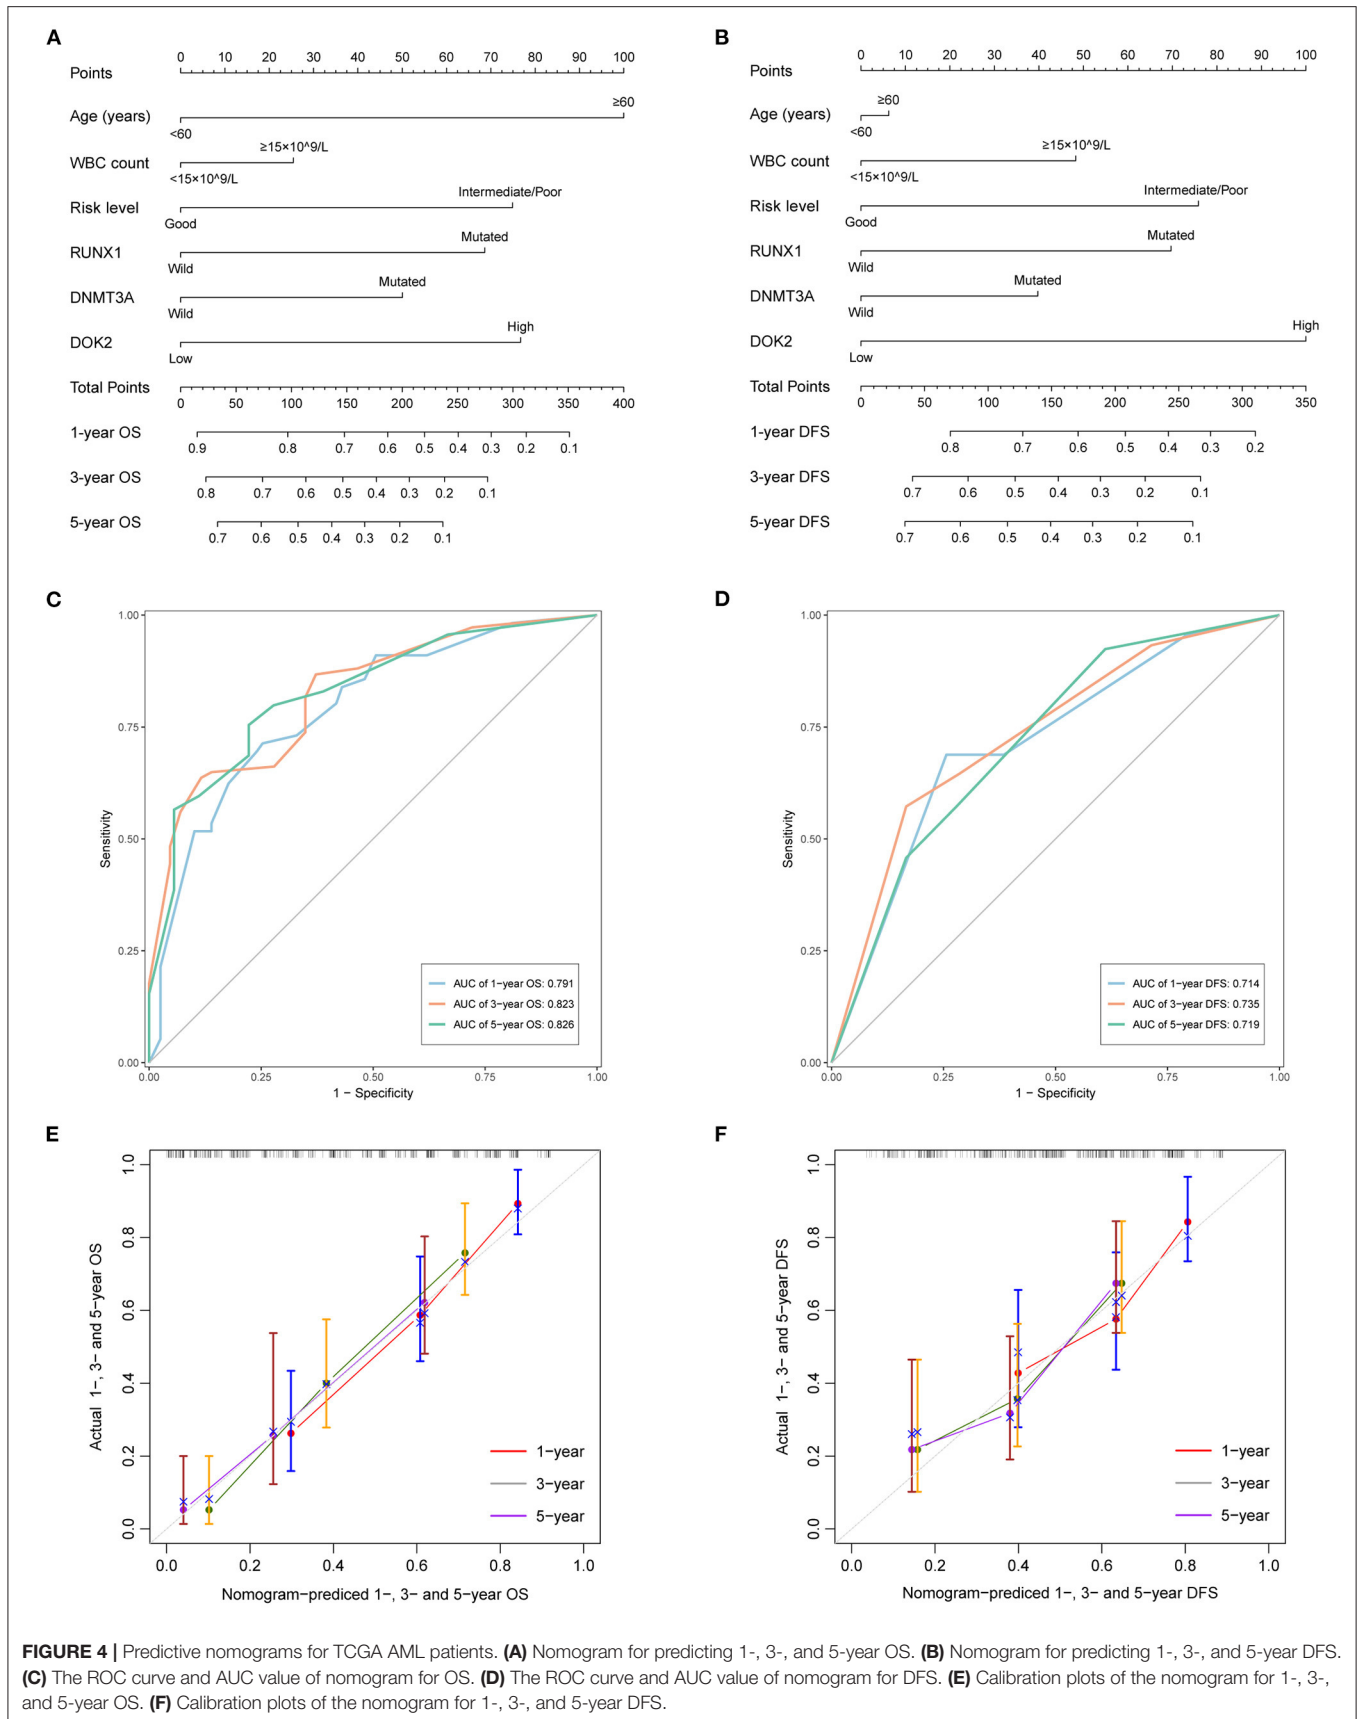 A
Points
0 10 20 30 40 50 60 70 80 90 100
Age (years)
≥60
<60
WBC count
≥15×10^9/L
<15×10^9/L
Risk level
Intermediate/Poor
Good
RUNX1
Mutated
Wild
DNMT3A
Mutated
Wild
DOK2
High
Low
Total Points
0 50 100 150 200 250 300 350 400
1-year OS
0.9 0.8 0.7 0.6 0.5 0.4 0.3 0.2 0.1
3-year OS
0.8 0.7 0.6 0.5 0.4 0.3 0.2 0.1
5-year OS
0.7 0.6 0.5 0.4 0.3 0.2 0.1
B
Points
0 10 20 30 40 50 60 70 80 90 100
Age (years)
≥60
<60
WBC count
≥15×10^9/L
<15×10^9/L
Risk level
Intermediate/Poor
Good
RUNX1
Mutated
Wild
DNMT3A
Mutated
Wild
DOK2
High
Low
Total Points
0 50 100 150 200 250 300 350
1-year DFS
0.8 0.7 0.6 0.5 0.4 0.3 0.2
3-year DFS
0.7 0.6 0.5 0.4 0.3 0.2 0.1
5-year DFS
0.7 0.6 0.5 0.4 0.3 0.2 0.1
C
1.00
0.75
0.50
0.25
0.00
Sensitivity
AUC of 1−year OS: 0.791
AUC of 3−year OS: 0.823
AUC of 5−year OS: 0.826
0.00 0.25 0.50 0.75 1.00
1 − Specificity
D
1.00
0.75
0.50
0.25
0.00
Sensitivity
AUC of 1−year DFS: 0.714
AUC of 3−year DFS: 0.735
AUC of 5−year DFS: 0.719
0.00 0.25 0.50 0.75 1.00
1 − Specificity
E
Actual 1−, 3− and 5−year OS
1.0
0.8
0.6
0.4
0.2
0.0
1−year
3−year
5−year
0.0 0.2 0.4 0.6 0.8 1.0
Nomogram−prediced 1−, 3− and 5−year OS
F
Actual 1−, 3− and 5−year DFS
1.0
0.8
0.6
0.4
0.2
0.0
1−year
3−year
5−year
0.0 0.2 0.4 0.6 0.8 1.0
Nomogram−prediced 1−, 3− and 5−year DFS
FIGURE 4 | Predictive nomograms for TCGA AML patients. (A) Nomogram for predicting 1-, 3-, and 5-year OS. (B) Nomogram for predicting 1-, 3-, and 5-year DFS.
(C) The ROC curve and AUC value of nomogram for OS. (D) The ROC curve and AUC value of nomogram for DFS. (E) Calibration plots of the nomogram for 1-, 3-,
and 5-year OS. (F) Calibration plots of the nomogram for 1-, 3-, and 5-year DFS.